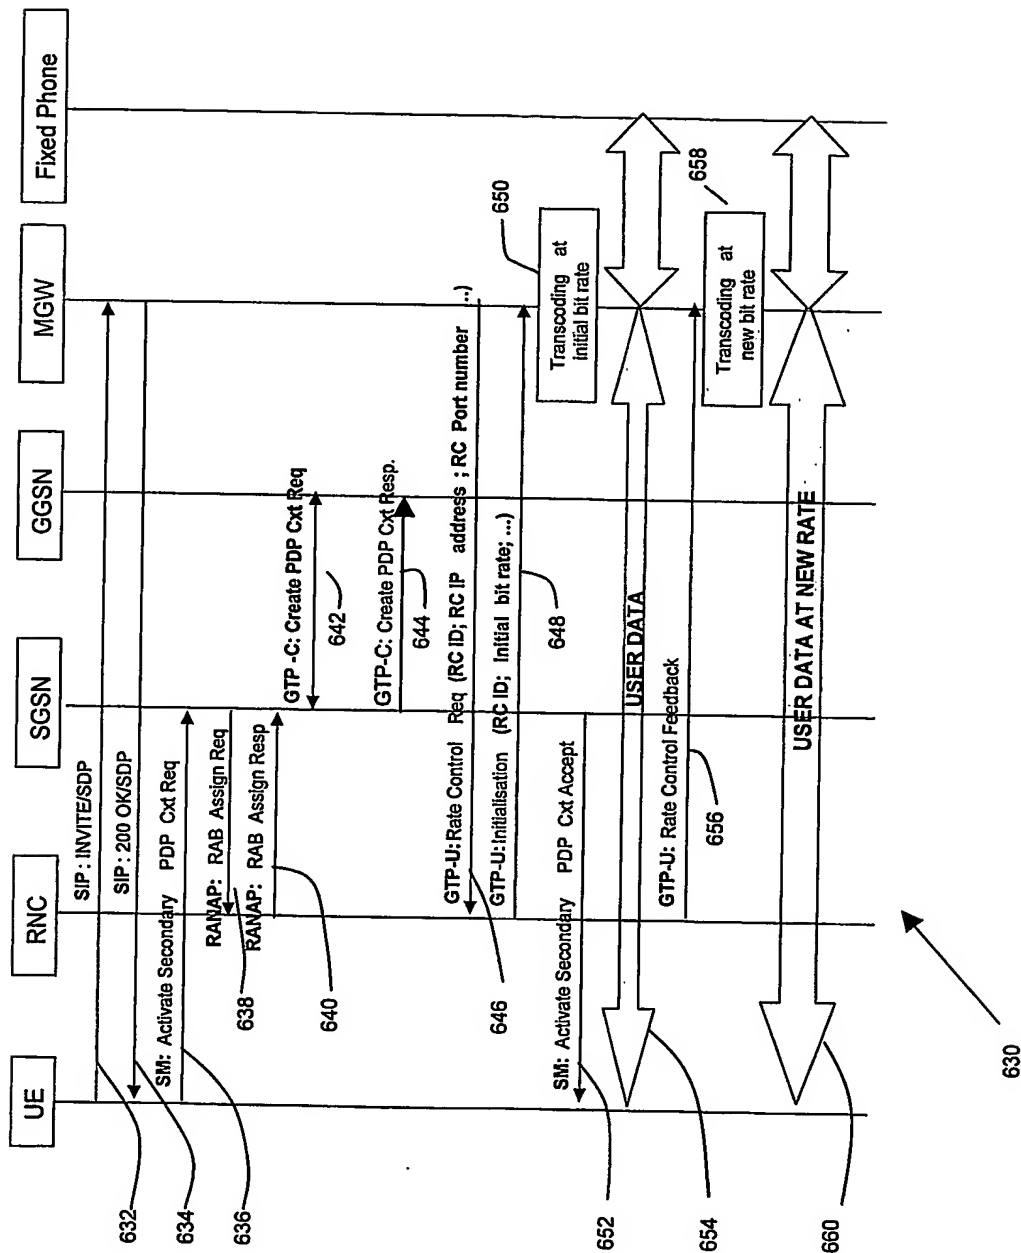 UE
RNC
SGSN
GGSN
MGW
Fixed Phone
SIP: INVITE/SDP
632
SIP: 200 OK/SDP
634
SM: Activate Secondary PDP Cxt Req
636
RANAP: RAB Assign Req
638
RANAP: RAB Assign Resp
640
GTP-C: Create PDP Cxt Req
642
GTP-C: Create PDP Cxt Resp.
644
GTP-U: Rate Control Req (RC ID; RC IP address ; RC Port number ...)
646
GTP-U: Initialisation (RC ID; Initial bit rate; ...)
648
Transcoding at
initial bit rate
650
SM: Activate Secondary PDP Cxt Accept
652
USER DATA
654
GTP-U: Rate Control Feedback
656
Transcoding at
new bit rate
658
USER DATA AT NEW RATE
660
630